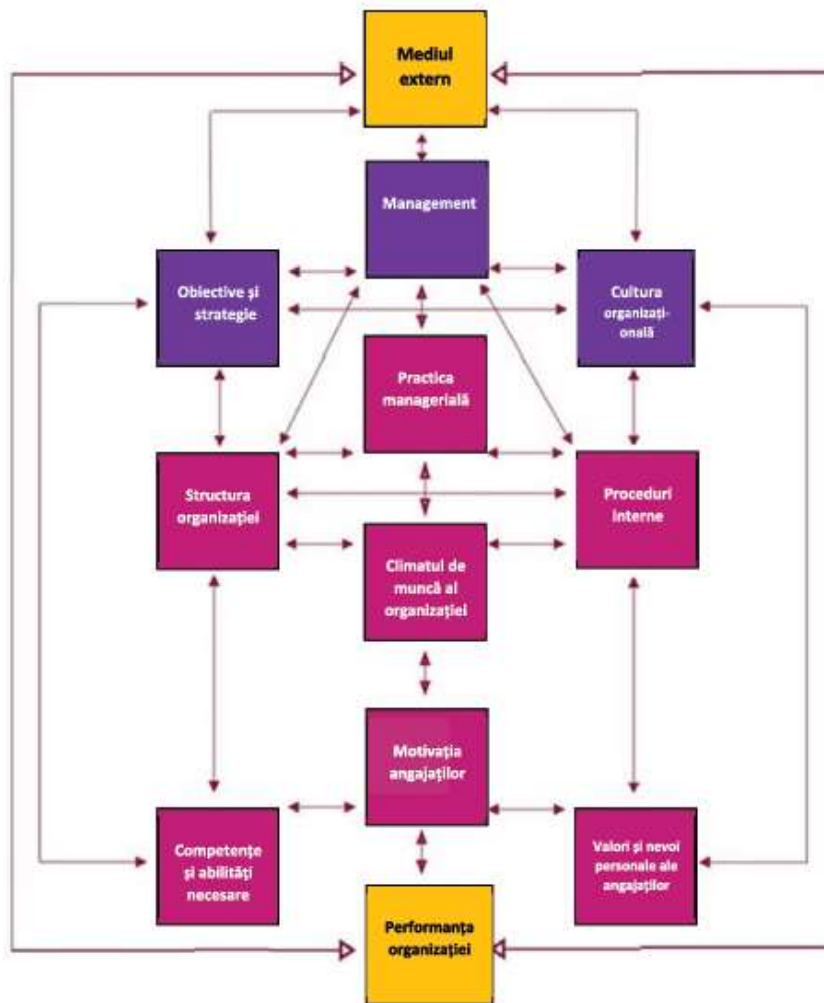 Mediul
extern
Management
Obiective și
strategie
Cultura
organizați-
onală
Practica
managerială
Structura
organizației
Proceduri
interne
Climatul de
muncă al
organizației
Motivația
angajaților
Competențe
și abilități
necesare
Valori și nevoi
personale ale
angajaților
Performanța
organizației